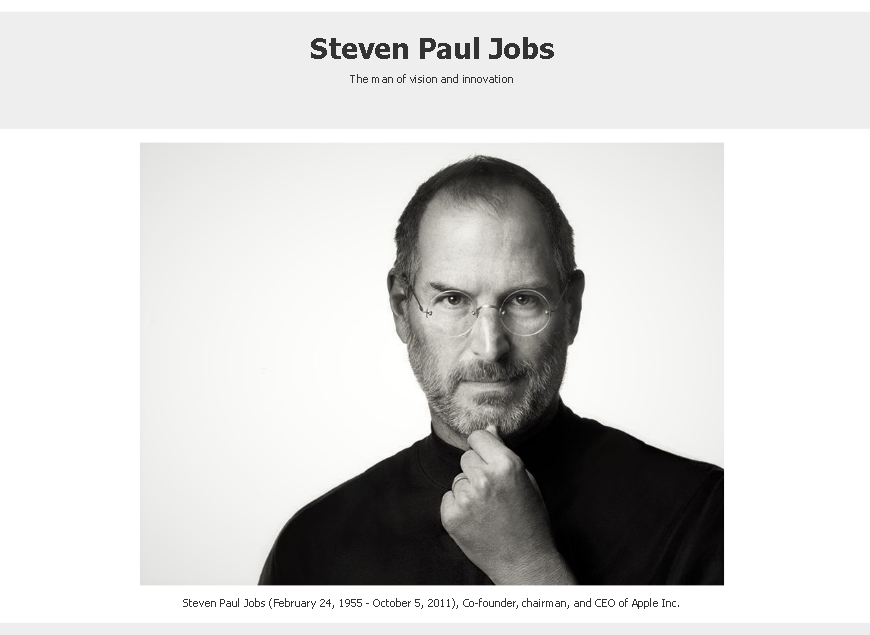 Steven Paul Jobs
The man of vision and innovation
Steven Paul Jobs (February 24, 1955 - October 5, 2011), Co-founder, chairman, and CEO of Apple Inc.